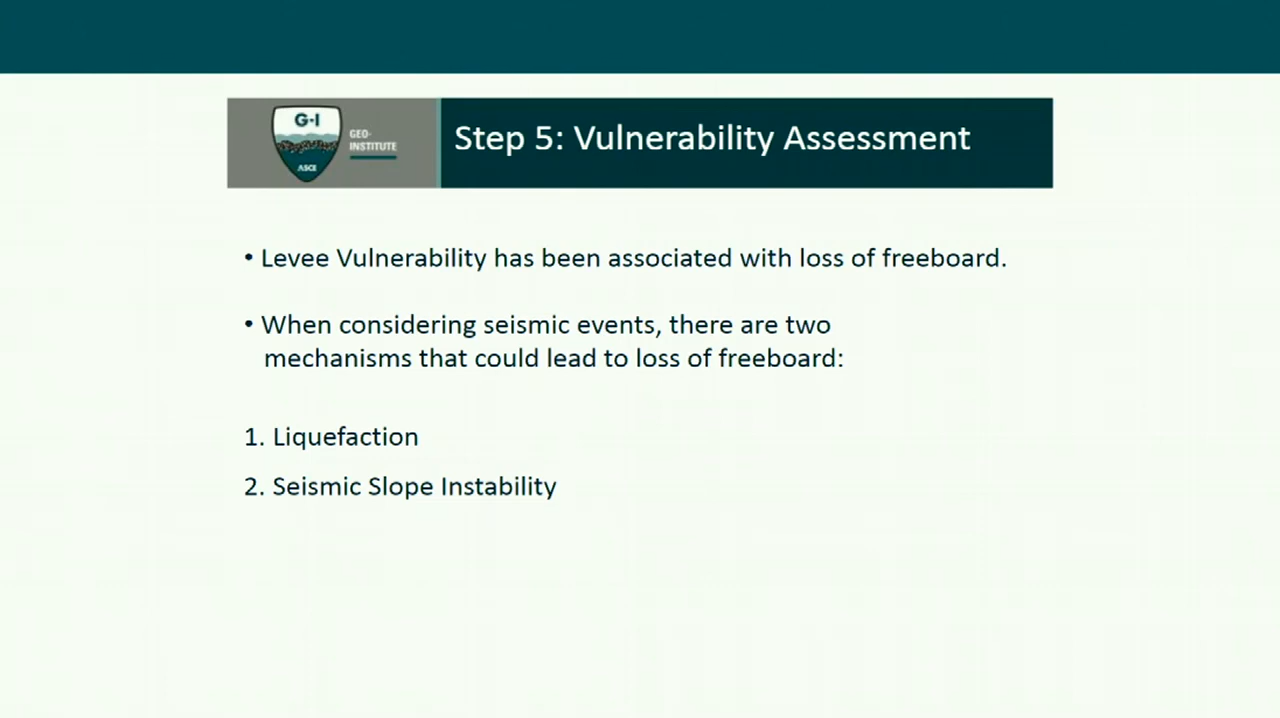 G-I
GEO-
INSTITUTE
ASCE
Step 5: Vulnerability Assessment
• Levee Vulnerability has been associated with loss of freeboard.
• When considering seismic events, there are two
mechanisms that could lead to loss of freeboard:
1. Liquefaction
2. Seismic Slope Instability